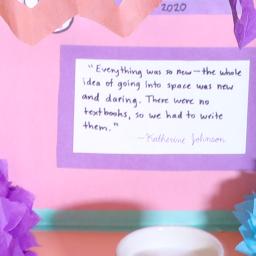 2020
"Everything was so new—the whole
idea of going into space was new
and daring. There were no
textbooks, so we had to write
them."
—Katherine Johnson